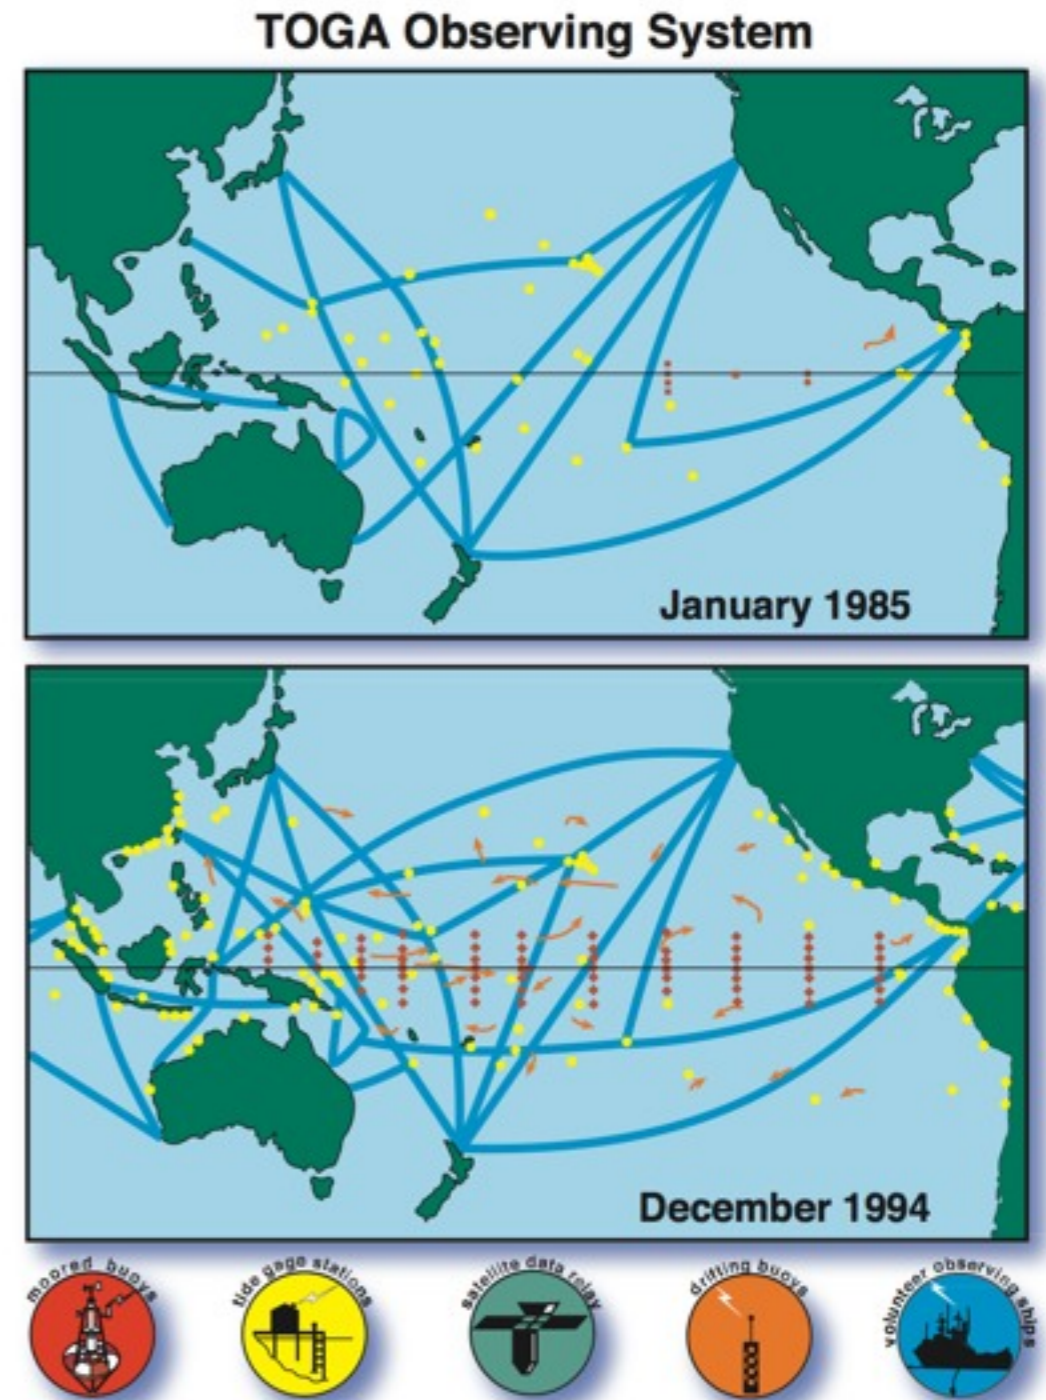 TOGA Observing System
January 1985
December 1994
moored buoys
tide gage stations
satellite data relay
drifting buoys
volunteer observing ships